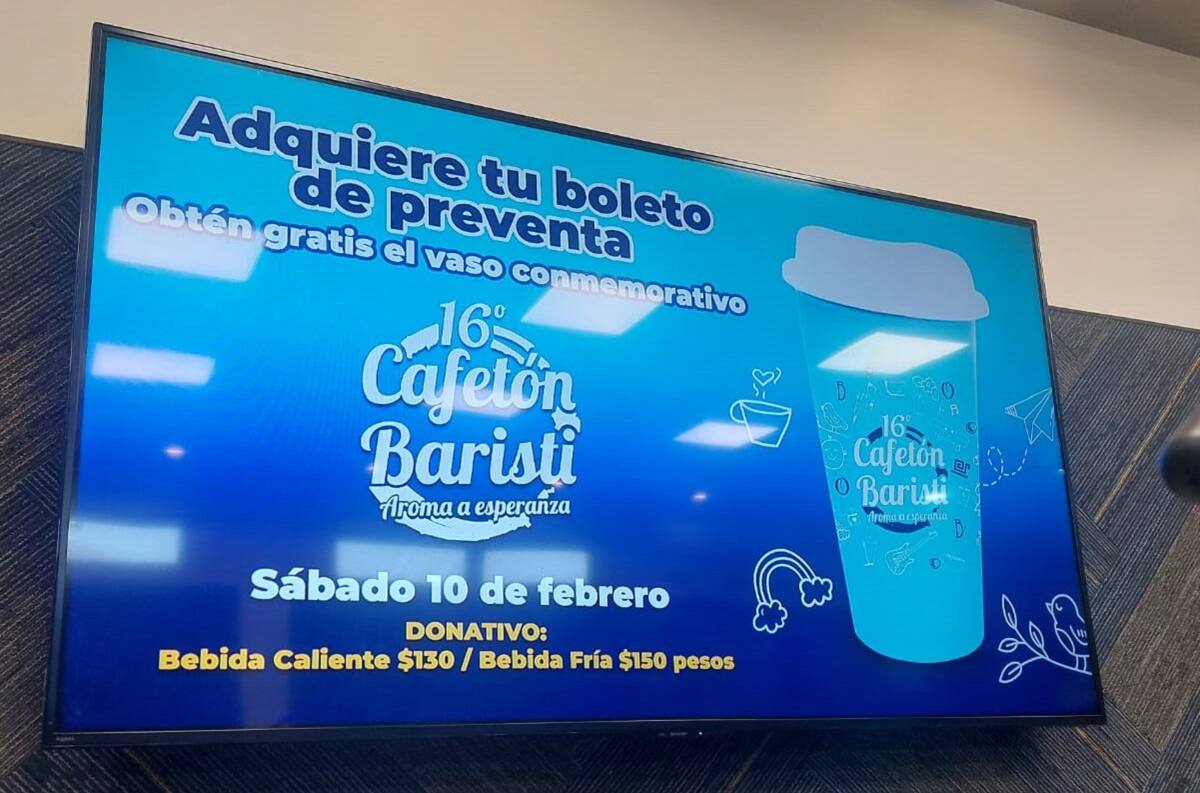 Adquiere tu boleto
de preventa
Obtén gratis el vaso conmemorativo
16°
Cafetón
Baristi
Aroma a esperanza
Sábado 10 de febrero
DONATIVO:
Bebida Caliente $130 / Bebida Fría $150 pesos
16°
Cafetón
Baristi
Aroma a esperanza